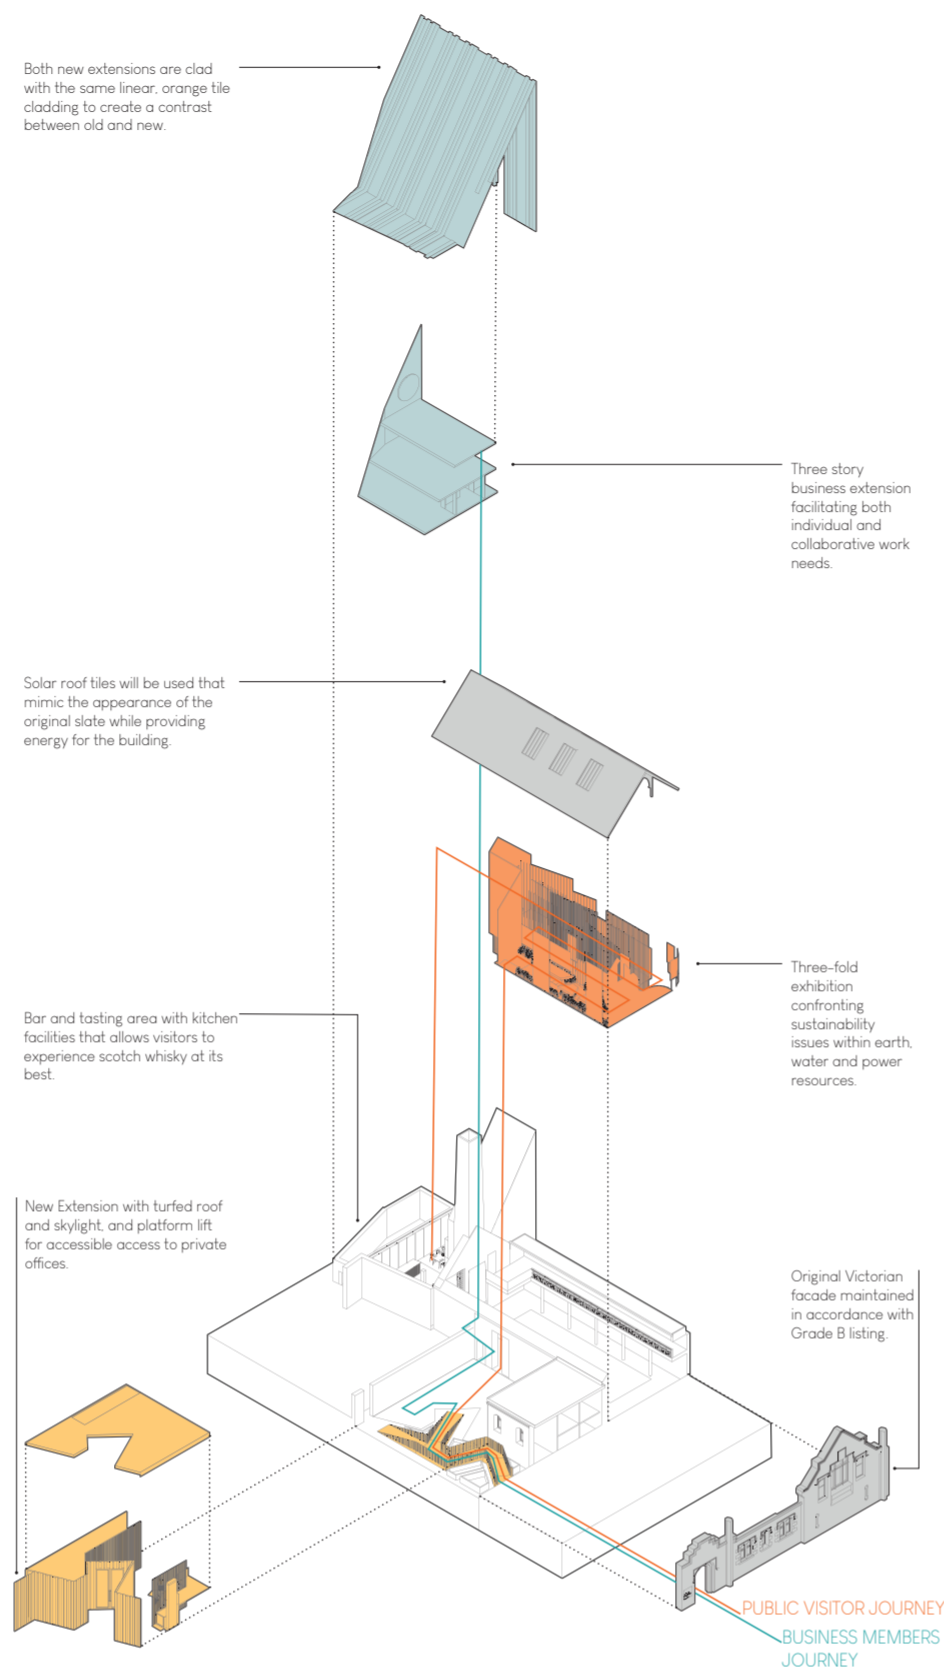 Both new extensions are clad
with the same linear, orange tile
cladding to create a contrast
between old and new.
Three story
business extension
facilitating both
individual and
collaborative work
needs.
Solar roof tiles will be used that
mimic the appearance of the
original slate while providing
energy for the building.
Three-fold
exhibition
confronting
sustainability
issues within earth,
water and power
resources.
Bar and tasting area with kitchen
facilities that allows visitors to
experience scotch whisky at its
best.
New Extension with turfed roof
and skylight, and platform lift
for accessible access to private
offices.
Original Victorian
facade maintained
in accordance with
Grade B listing.
PUBLIC VISITOR JOURNEY
BUSINESS MEMBERS
JOURNEY